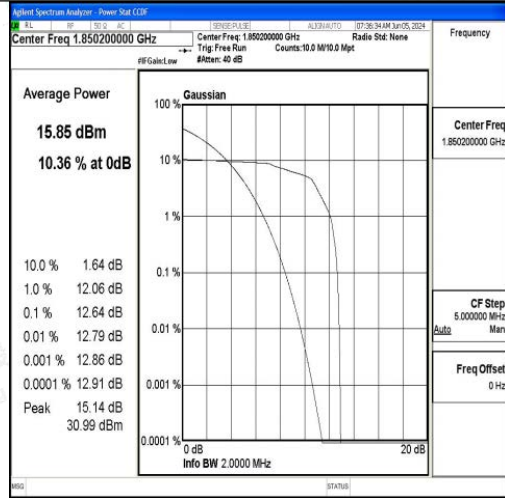 Agilent Spectrum Analyzer - Power Stat CCDF
RL RF 50 Ω AC SENSE:PULSE ALIGN AUTO 07:36:34 AM Jun 05, 2024
Center Freq 1.850200000 GHz
Center Freq: 1.850200000 GHz Radio Std: None
Trig: Free Run Counts:10.0 M/10.0 Mpt
#IFGain:Low #Atten: 40 dB
Frequency
Average Power
15.85 dBm
10.36 % at 0dB
10.0 % 1.64 dB
1.0 % 12.06 dB
0.1 % 12.64 dB
0.01 % 12.79 dB
0.001 % 12.86 dB
0.0001 % 12.91 dB
Peak 15.14 dB
30.99 dBm
Gaussian
100 %
10 %
1 %
0.1 %
0.01 %
0.001 %
0.0001 %
0 dB 20 dB
Info BW 2.0000 MHz
Center Freq
1.850200000 GHz
CF Step
5.000000 MHz
Auto Man
Freq Offset
0 Hz
MSG STATUS